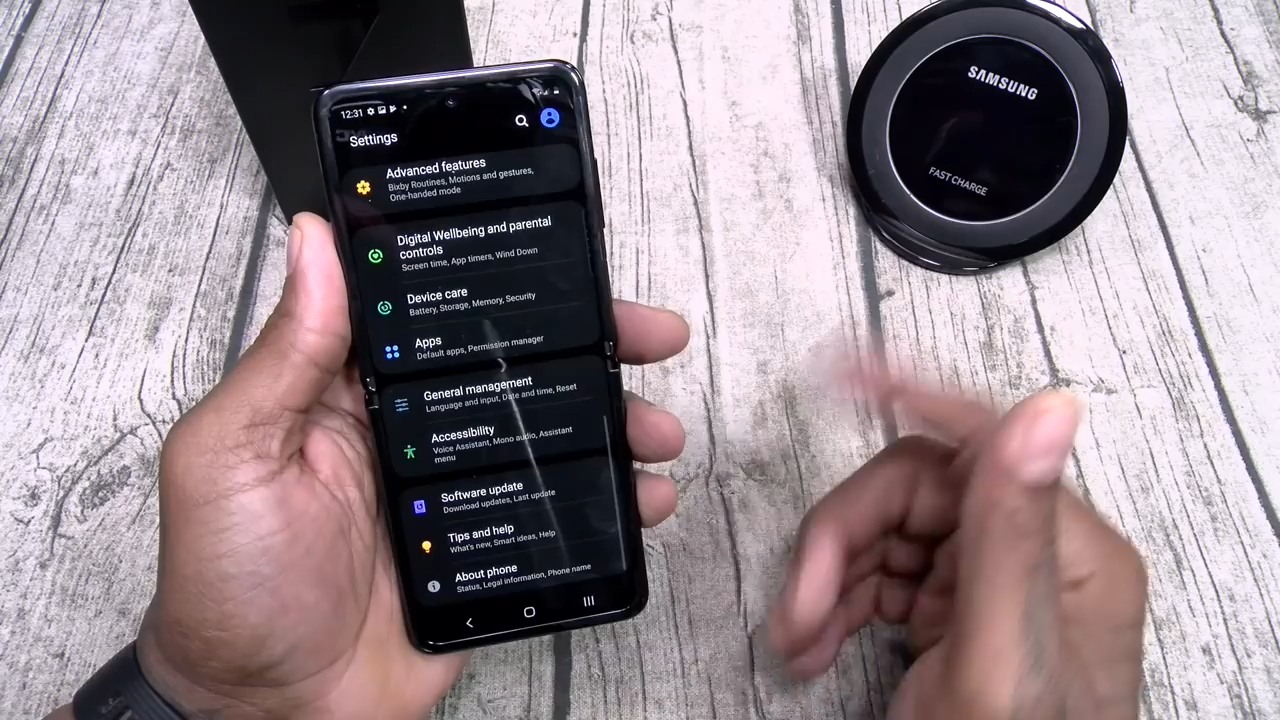 12:31
Settings
Advanced features
Bixby Routines, Motions and gestures,
One-handed mode
Digital Wellbeing and parental
controls
Screen time, App timers, Wind Down
Device care
Battery, Storage, Memory, Security
Apps
Default apps, Permission manager
General management
Language and input, Date and time, Reset
Accessibility
Voice Assistant, Mono audio, Assistant
menu
Software update
Download updates, Last update
Tips and help
What's new, Smart ideas, Help
About phone
Status, Legal information, Phone name
SAMSUNG
FAST CHARGE